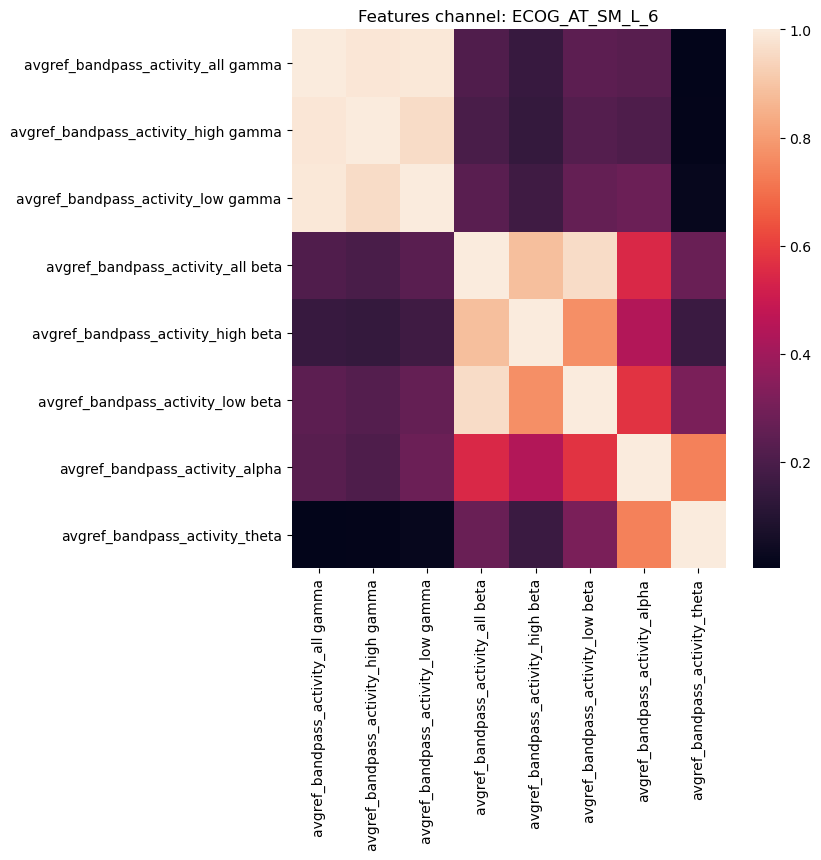 Features channel: ECOG_AT_SM_L_6
avgref_bandpass_activity_all gamma
avgref_bandpass_activity_high gamma
avgref_bandpass_activity_low gamma
avgref_bandpass_activity_all beta
avgref_bandpass_activity_high beta
avgref_bandpass_activity_low beta
avgref_bandpass_activity_alpha
avgref_bandpass_activity_theta
avgref_bandpass_activity_all gamma
avgref_bandpass_activity_high gamma
avgref_bandpass_activity_low gamma
avgref_bandpass_activity_all beta
avgref_bandpass_activity_high beta
avgref_bandpass_activity_low beta
avgref_bandpass_activity_alpha
avgref_bandpass_activity_theta
1.0
0.8
0.6
0.4
0.2